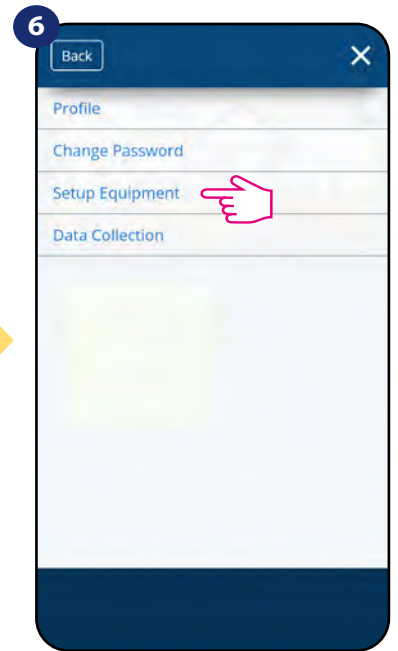 6
Back
Profile
Change Password
Setup Equipment
Data Collection